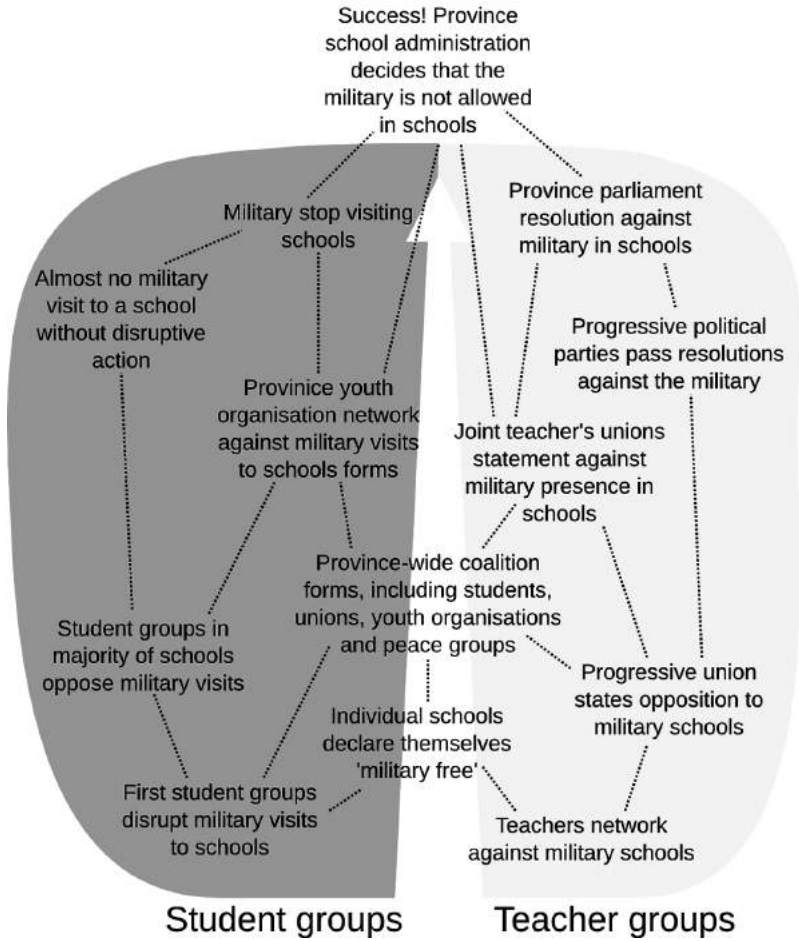 Success! Province
school administration
decides that the
military is not allowed
in schools
Province parliament
resolution against
military in schools
Military stop visiting
schools
Almost no military
visit to a school
without disruptive
action
Progressive political
parties pass resolutions
against the military
Provinice youth
organisation network
against military visits
to schools forms
Joint teacher's unions
statement against
military presence in
schools
Province-wide coalition
forms, including students,
unions, youth organisations
and peace groups
Student groups in
majority of schools
oppose military visits
Progressive union
states opposition to
military schools
Individual schools
declare themselves
'military free'
First student groups
disrupt military visits
to schools
Teachers network
against military schools
Student groups
Teacher groups